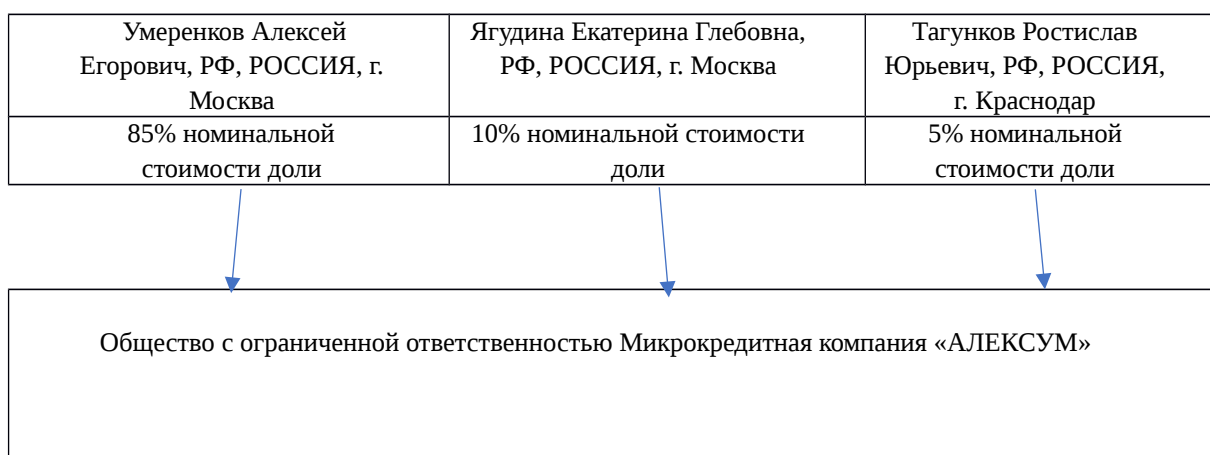 Умеренков Алексей
Егорович, РФ, РОССИЯ, г.
Москва
Ягудина Екатерина Глебовна,
РФ, РОССИЯ, г. Москва
Тагунков Ростислав
Юрьевич, РФ, РОССИЯ,
г. Краснодар
85% номинальной
стоимости доли
10% номинальной стоимости
доли
5% номинальной
стоимости доли
Общество с ограниченной ответственностью Микрокредитная компания «АЛЕКСУМ»